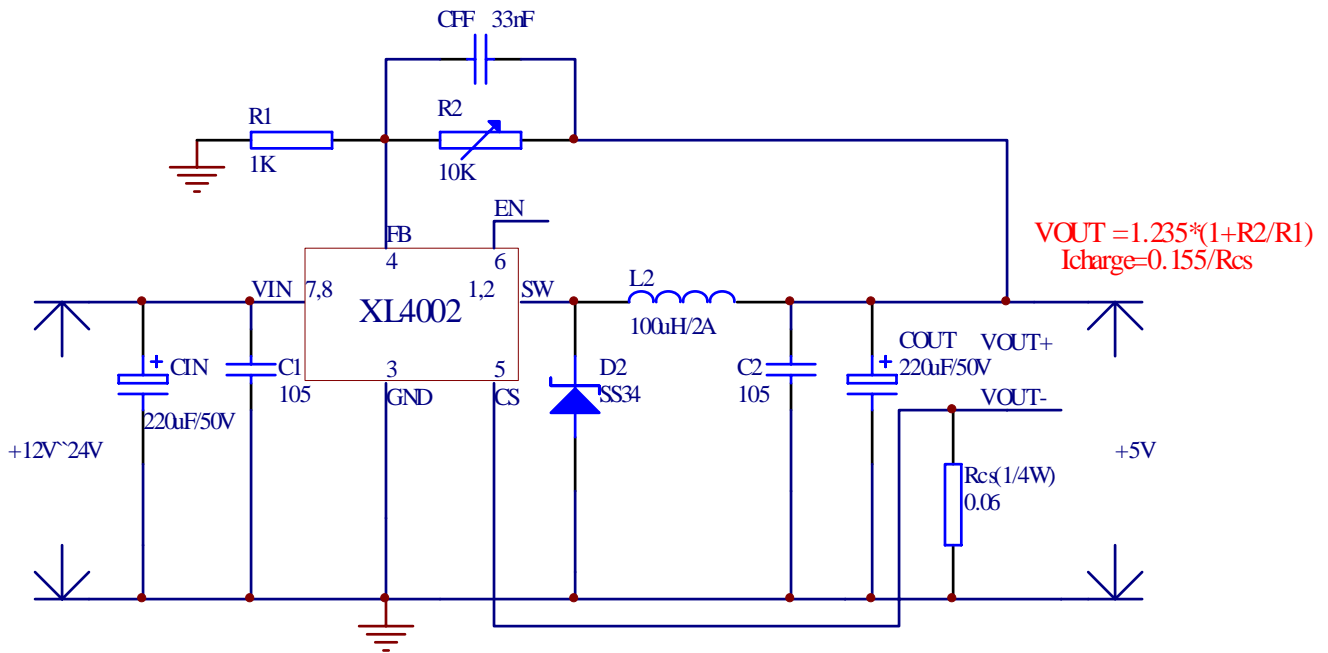 CFF 33nF
R1
R2
1K
10K
EN
FB
4
6
VOUT =1.235*(1+R2/R1)
Icharge=0.155/Rcs
VIN
7,8
1,2
SW
L2
XL4002
100uH/2A
CIN
+
C1
105
220uF/50V
3
5
GND
CS
D2
SS34
C2
105
COUT
+
220uF/50V
VOUT+
VOUT-
+12V``24V
+5V
Rcs(1/4W)
0.06